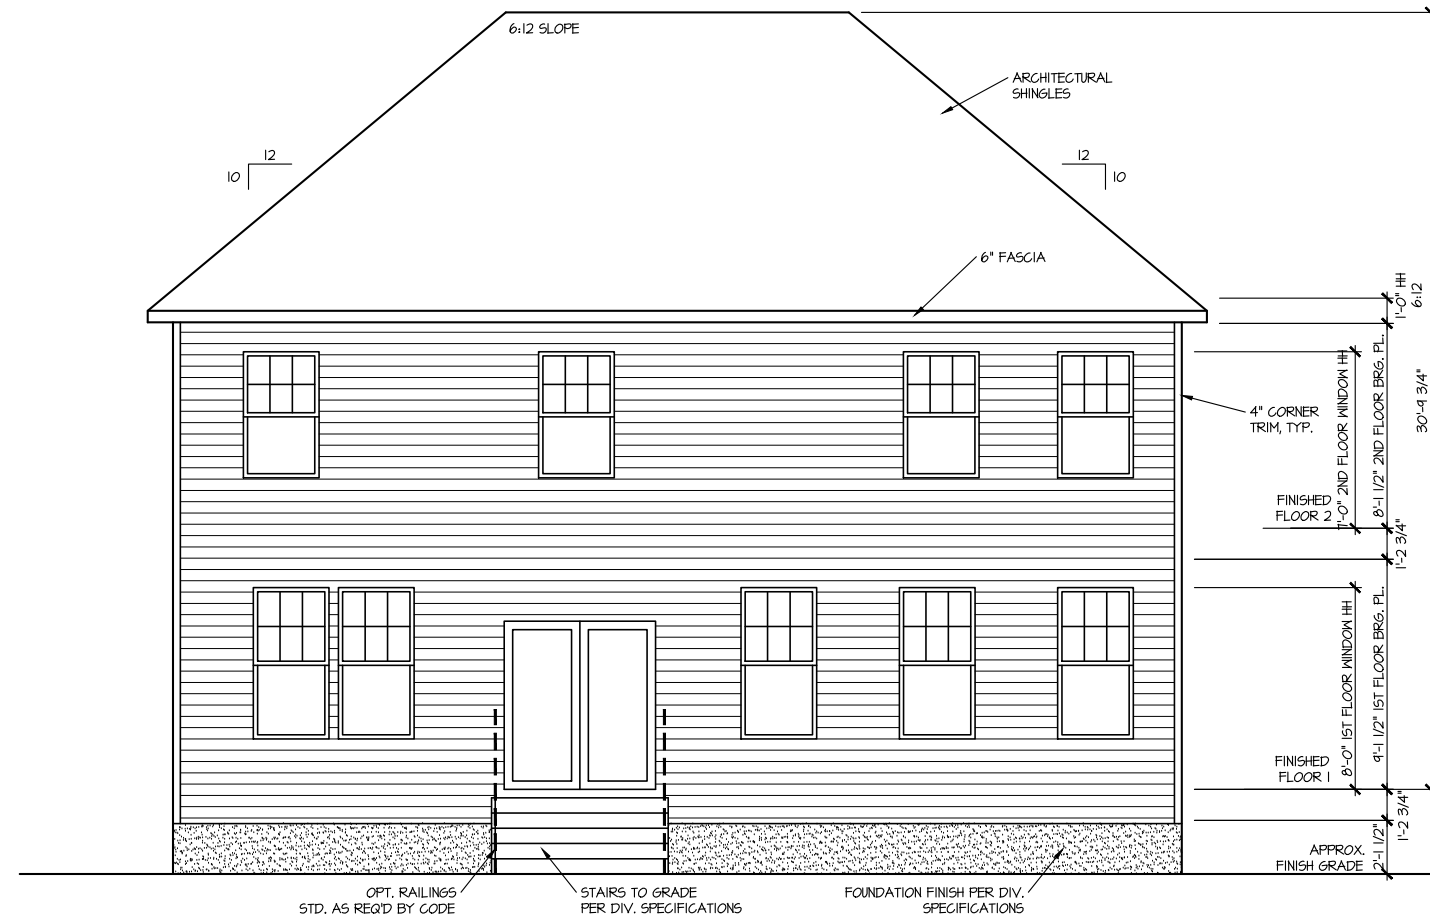 6:12 SLOPE
ARCHITECTURAL
SHINGLES
12
10
12
10
6" FASCIA
1'-0" HH
6:12
4" CORNER
TRIM, TYP.
7'-0" 2ND FLOOR WINDOW HH
8'-1 1/2" 2ND FLOOR BRG. PL.
30'-9 3/4"
FINISHED
FLOOR 2
1'-2 3/4"
8'-0" 1ST FLOOR WINDOW HH
9'-1 1/2" 1ST FLOOR BRG. PL.
FINISHED
FLOOR 1
1'-2 3/4"
2'-1 1/2"
APPROX.
FINISH GRADE
OPT. RAILINGS
STD. AS REQ'D BY CODE
STAIRS TO GRADE
PER DIV. SPECIFICATIONS
FOUNDATION FINISH PER DIV.
SPECIFICATIONS